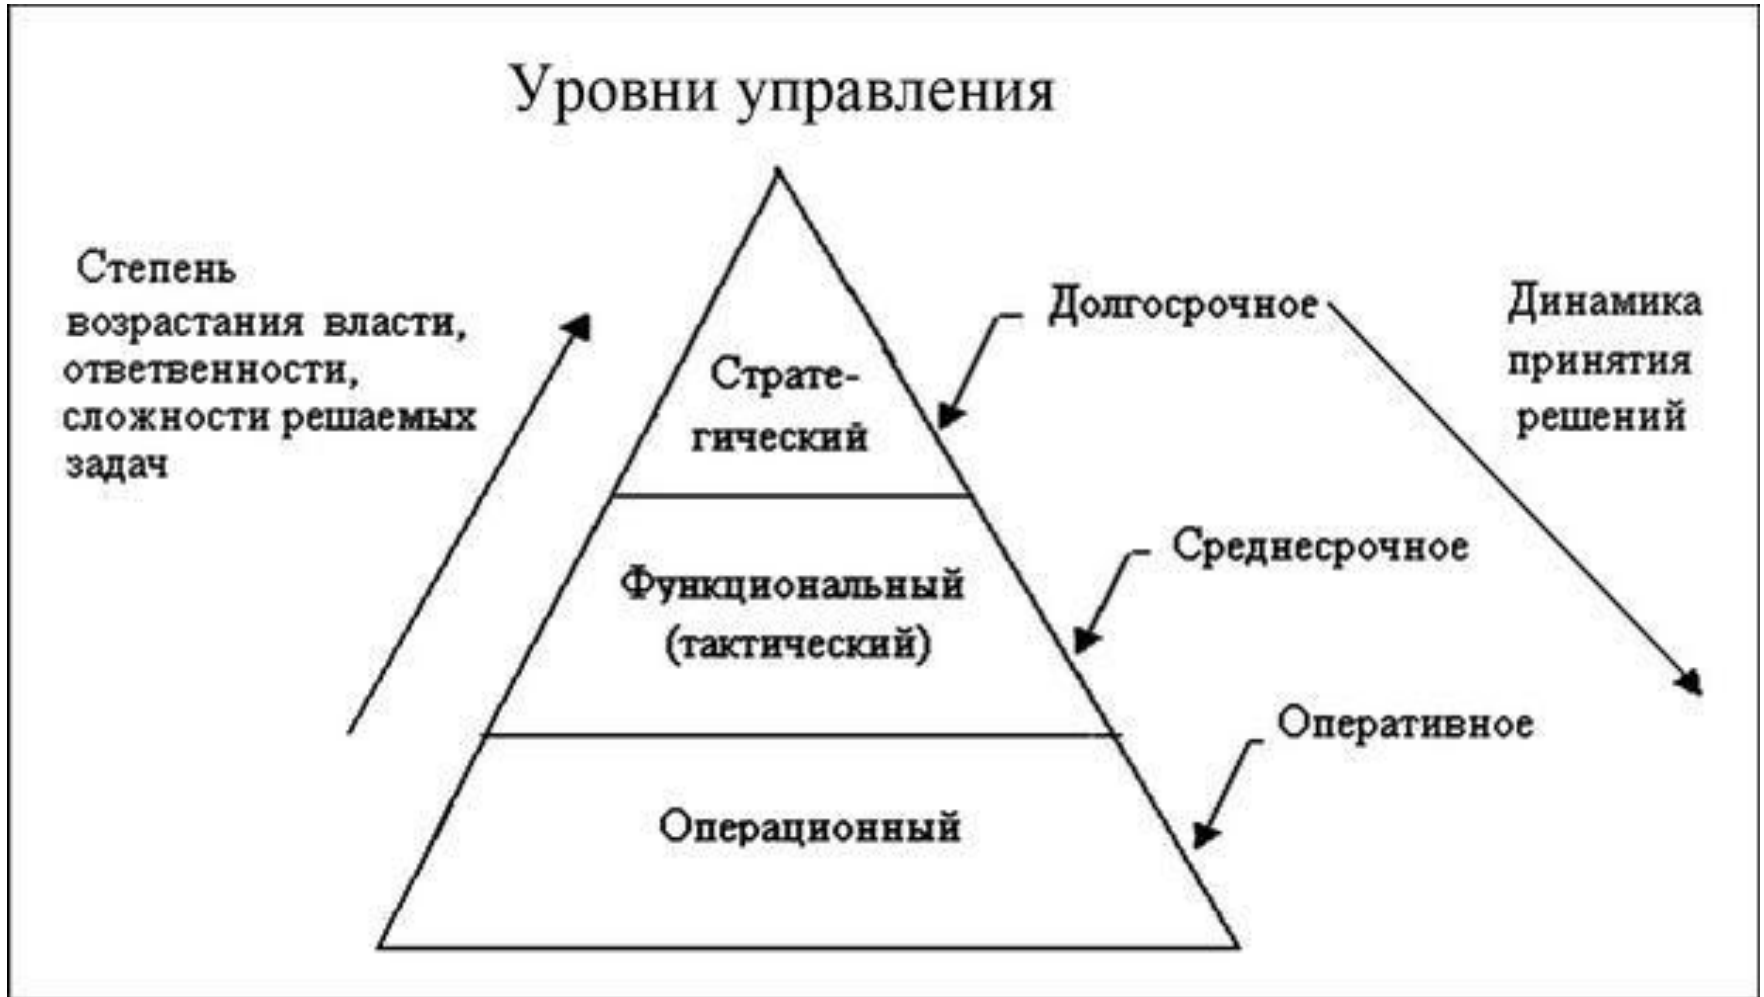 Уровни управления
Степень
возрастания власти,
ответвенности,
сложности решаемых
задач
Страте-
гический
Функциональный
(тактический)
Операционный
Долгосрочное
Среднесрочное
Оперативное
Динамика
принятия
решений